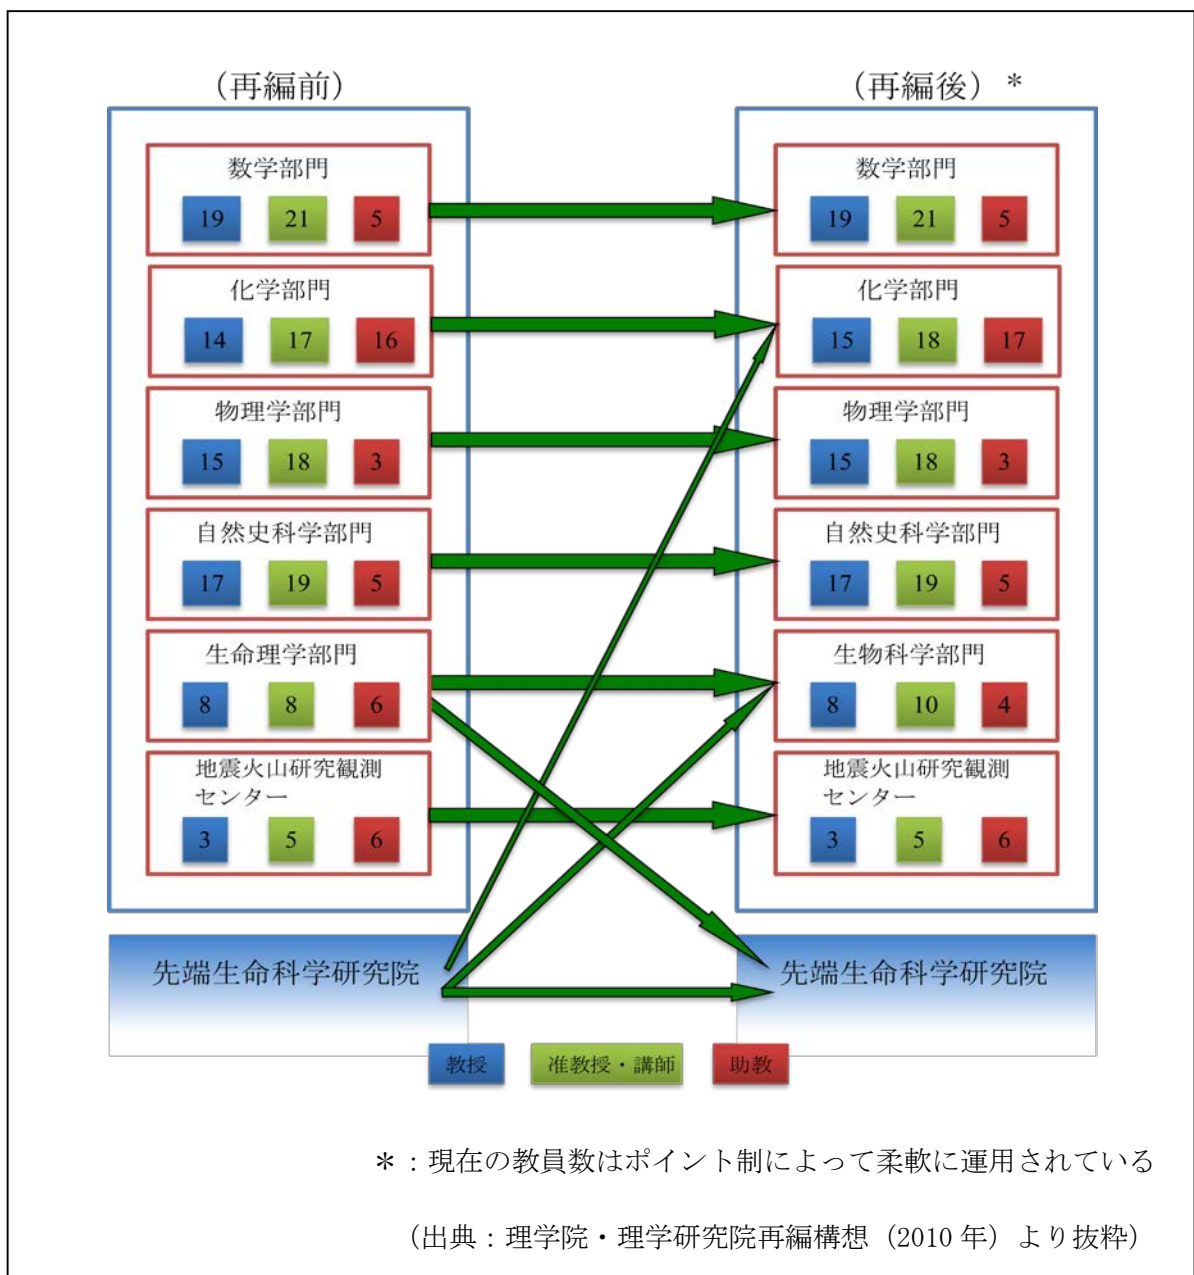 （再編前）
数学部門
19 21 5
化学部門
14 17 16
物理学部門
15 18 3
自然史科学部門
17 19 5
生命理学部門
8 8 6
地震火山研究観測
センター
3 5 6
先端生命科学研究院
（再編後）*
数学部門
19 21 5
化学部門
15 18 17
物理学部門
15 18 3
自然史科学部門
17 19 5
生物科学部門
8 10 4
地震火山研究観測
センター
3 5 6
先端生命科学研究院
教授 准教授・講師 助教
＊：現在の教員数はポイント制によって柔軟に運用されている
（出典：理学院・理学研究院再編構想（2010 年）より抜粋）